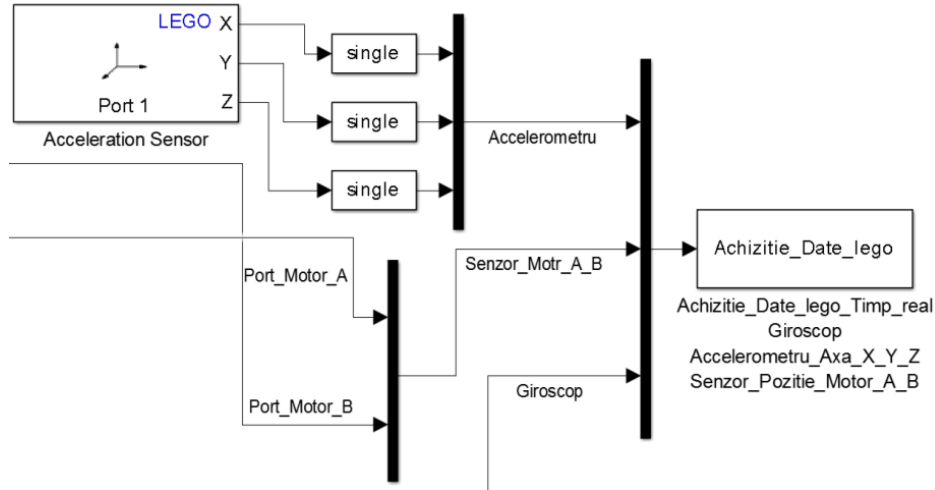 LEGO X
Y
Z
Port 1
Acceleration Sensor
single
single
single
Accelerometru
Port_Motor_A
Port_Motor_B
Senzor_Motr_A_B
Giroscop
Achizitie_Date_lego
Achizitie_Date_lego_Timp_real
Giroscop
Accelerometru_Axa_X_Y_Z
Senzor_Pozitie_Motor_A_B